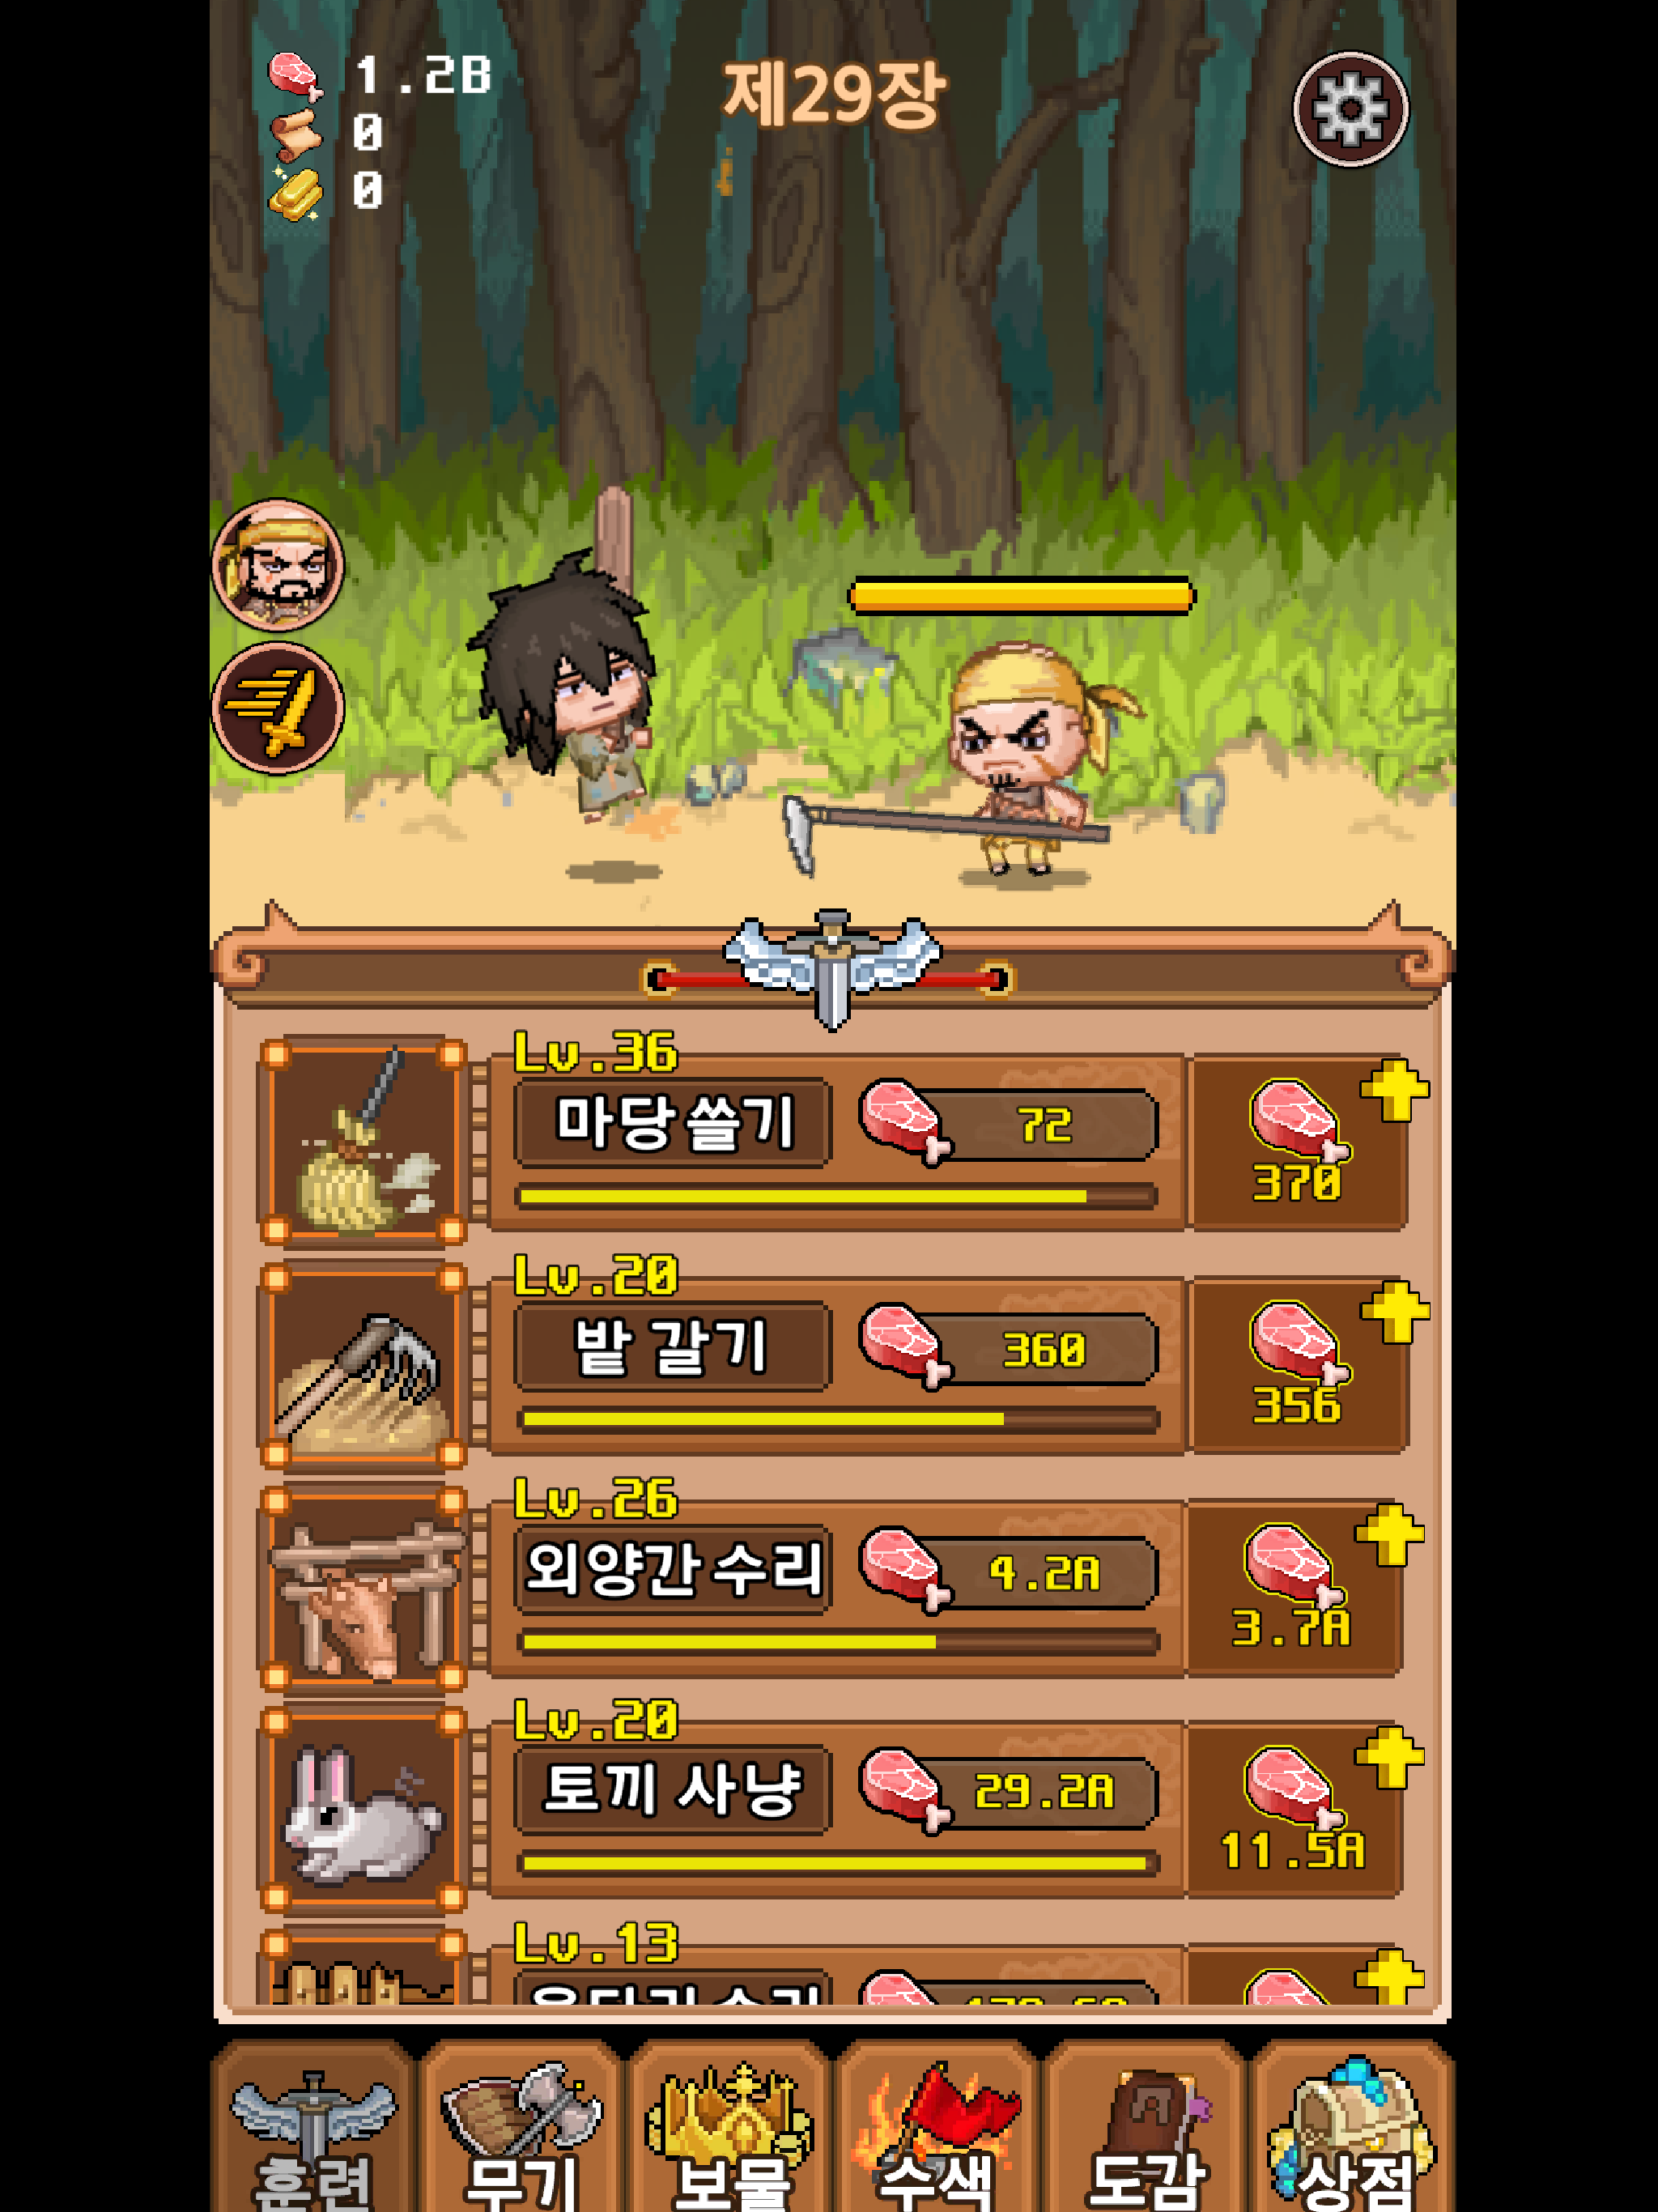 1.2B
제29장
0
0
Lv.36
마당 쓸기
72
370
Lv.20
밭 갈기
360
356
Lv.26
외양간 수리
4.2A
3.7A
Lv.20
토끼 사냥
29.2A
11.5A
Lv.13
훈련
무기
보물
수색
도감
상점